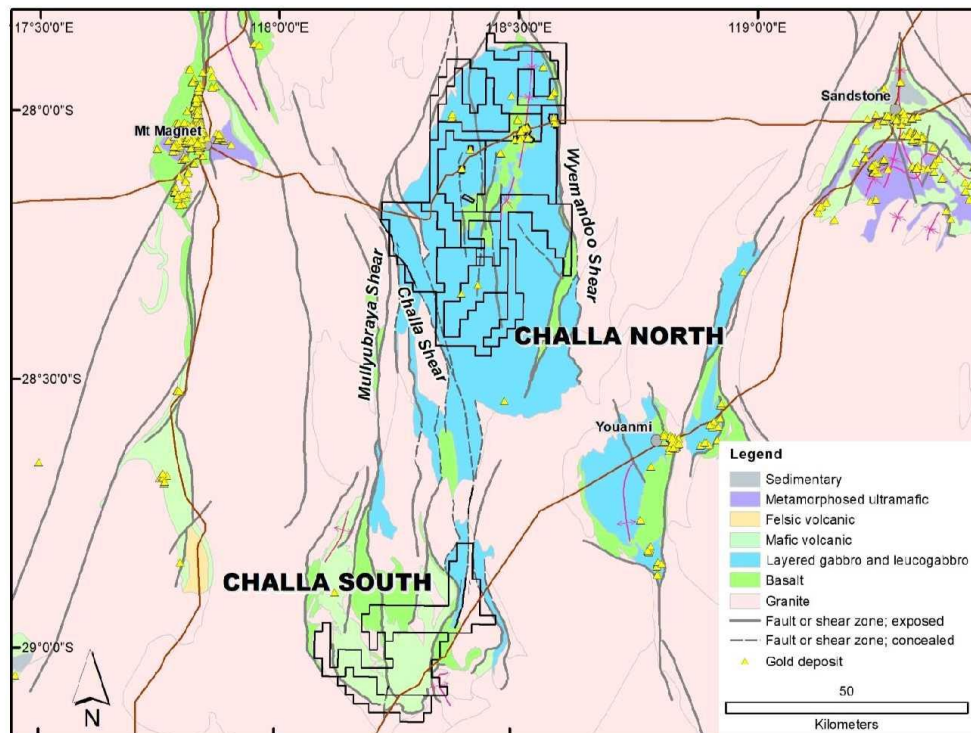 17°30'0"E
118°0'0"E
118°30'0"E
119°0'0"E
28°0'0"S
28°30'0"S
29°0'0"S
Mt Magnet
Sandstone
Wyemandoo Shear
Mullyubraya Shear
Challa Shear
CHALLA NORTH
Youanmi
CHALLA SOUTH
N
Legend
Sedimentary
Metamorphosed ultramafic
Felsic volcanic
Mafic volcanic
Layered gabbro and leucogabbro
Basalt
Granite
Fault or shear zone; exposed
Fault or shear zone; concealed
Gold deposit
50
Kilometers